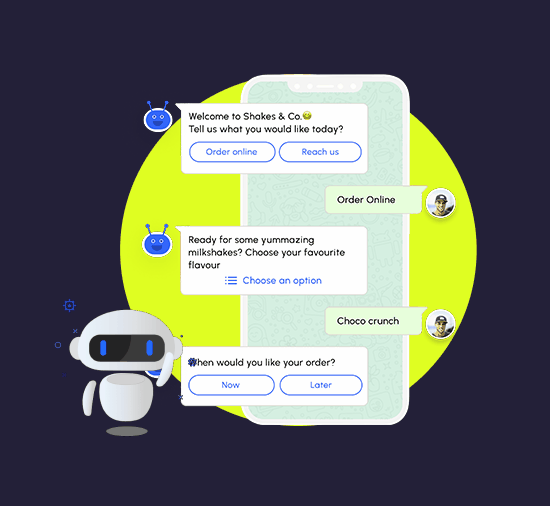 Welcome to Shakes & Co.
Tell us what you would like today?
Order online
Reach us
Order Online
Ready for some yummazing
milkshakes? Choose your favourite
flavour
Choose an option
Choco crunch
When would you like your order?
Now
Later